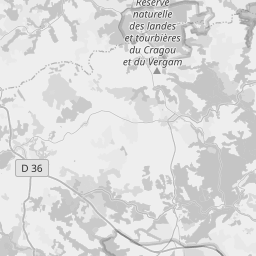 Réserve
naturelle
des landes
et tourbières
du Cragou
et du Vergam
D 36